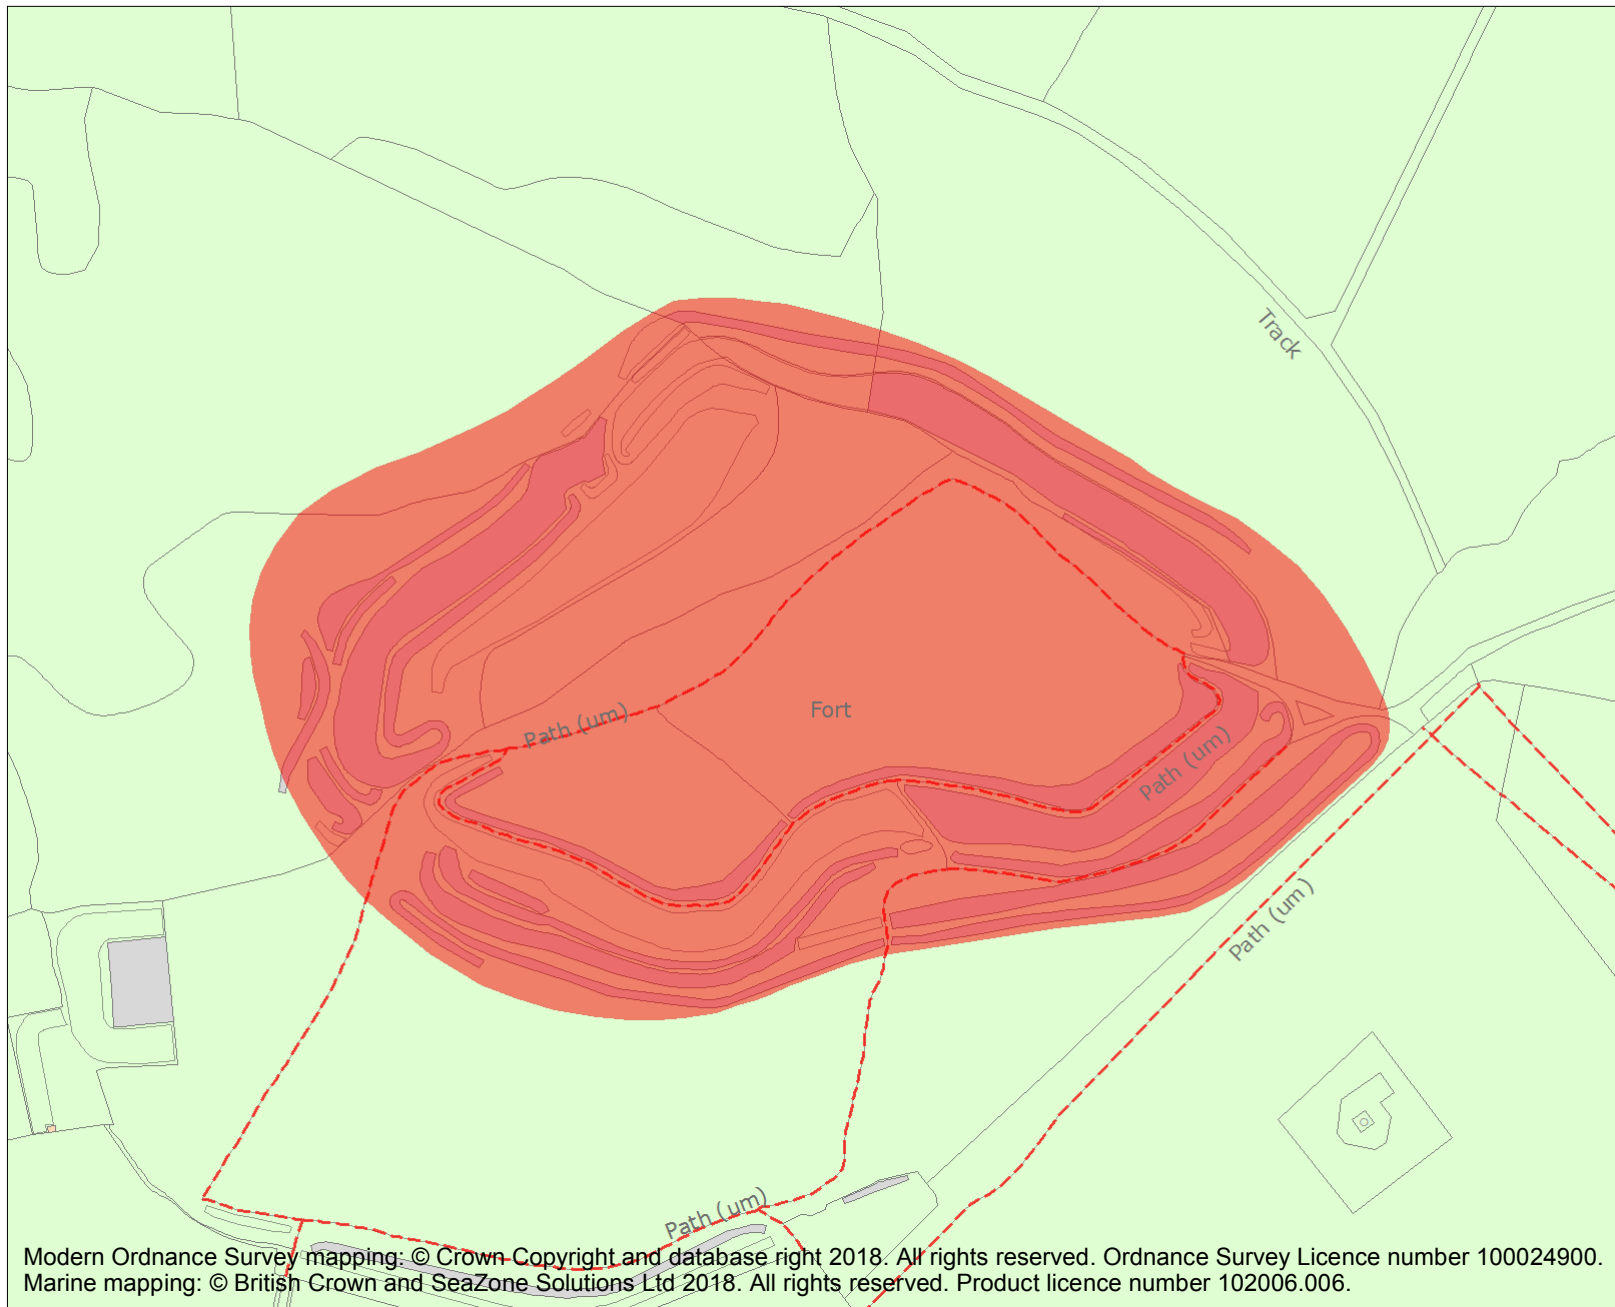 Track
Fort
Path (um)
Path (um)
Path (um)
Path (um)
Modern Ordnance Survey mapping: © Crown Copyright and database right 2018. All rights reserved. Ordnance Survey Licence number 100024900.
Marine mapping: © British Crown and SeaZone Solutions Ltd 2018. All rights reserved. Product licence number 102006.006.